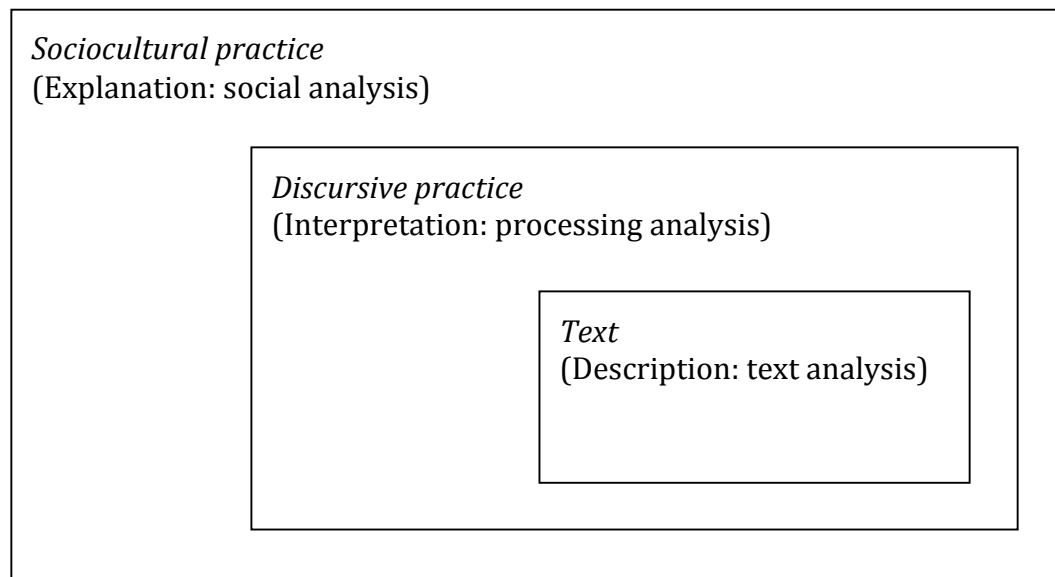 Sociocultural practice
(Explanation: social analysis)
Discursive practice
(Interpretation: processing analysis)
Text
(Description: text analysis)